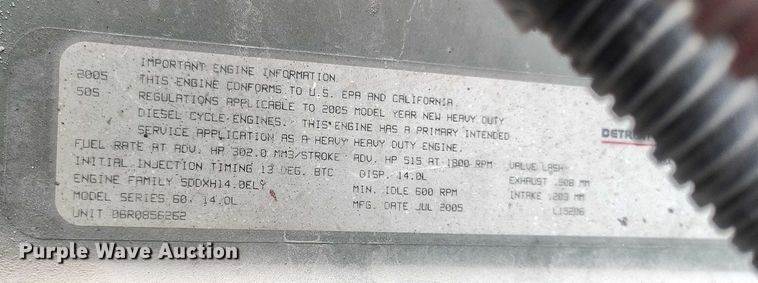 IMPORTANT ENGINE INFORMATION
2005 THIS ENGINE CONFORMS TO U.S. EPA AND CALIFORNIA
505 REGULATIONS APPLICABLE TO 2005 MODEL YEAR NEW HEAVY DUTY
DIESEL CYCLE ENGINES. THIS ENGINE HAS A PRIMARY INTENDED
SERVICE APPLICATION AS A HEAVY HEAVY DUTY ENGINE.
DETR
FUEL RATE AT ADV. HP 302.0 MM3/STROKE ADV. HP 515 AT 1800 RPM VALVE LASH
INITIAL INJECTION TIMING 13 DEG. BTC DISP. 14.0L EXHAUST .508 MM
ENGINE FAMILY 5DDXH14.0ELY MIN. IDLE 600 RPM INTAKE .203 MM
MODEL SERIES 60, 14.0L MFG. DATE JUL 2005
UNIT 06R0856262
Purple Wave Auction